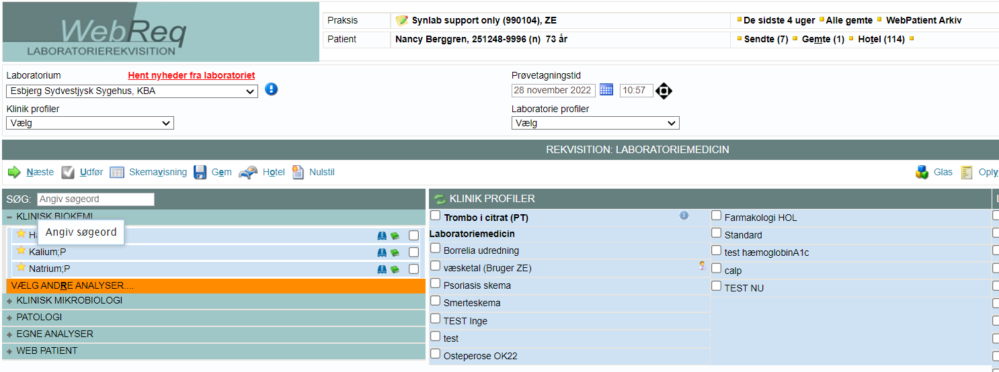 WebReq
LABORATORIEREKVISITION
Praksis Synlab support only (990104), ZE De sidste 4 uger Alle gemte WebPatient Arkiv
Patient Nancy Berggren, 251248-9996 (n) 73 år Sendte (7) Gemte (1) Hotel (114)
Laboratorium Hent nyheder fra laboratoriet Prøvetagningstid
Esbjerg Sydvestjysk Sygehus, KBA 28 november 2022 10:57
Klinik profiler Laboratorie profiler
Vælg Vælg
REKVISITION: LABORATORIEMEDICIN
Næste Udfør Skemavisning Gem Hotel Nulstil Glas Oply
SØG: Angiv søgeord
KLINISK BIOKEMI
Angiv søgeord
Kalium;P
Natrium;P
VÆLG ANDRE ANALYSER....
KLINISK MIKROBIOLOGI
PATOLOGI
EGNE ANALYSER
WEB PATIENT
KLINIK PROFILER
Trombo i citrat (PT)
Laboratoriemedicin
Borrelia udredning
væsketal (Bruger ZE)
Psoriasis skema
Smerteskema
TEST Inge
test
Osteperose OK22
Farmakologi HOL
Standard
test hæmoglobinA1c
calp
TEST NU